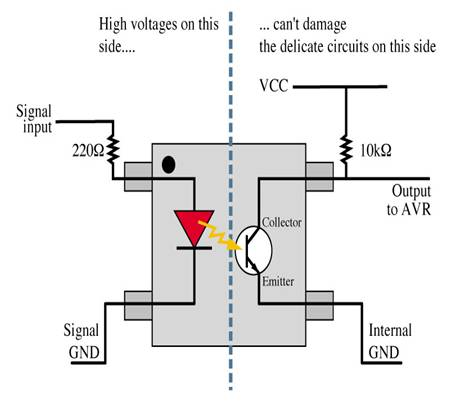 High voltages on this
side....
... can't damage
the delicate circuits on this side
VCC
Signal
input
220Ω
10kΩ
Output
to AVR
Collector
Emitter
Signal
GND
Internal
GND